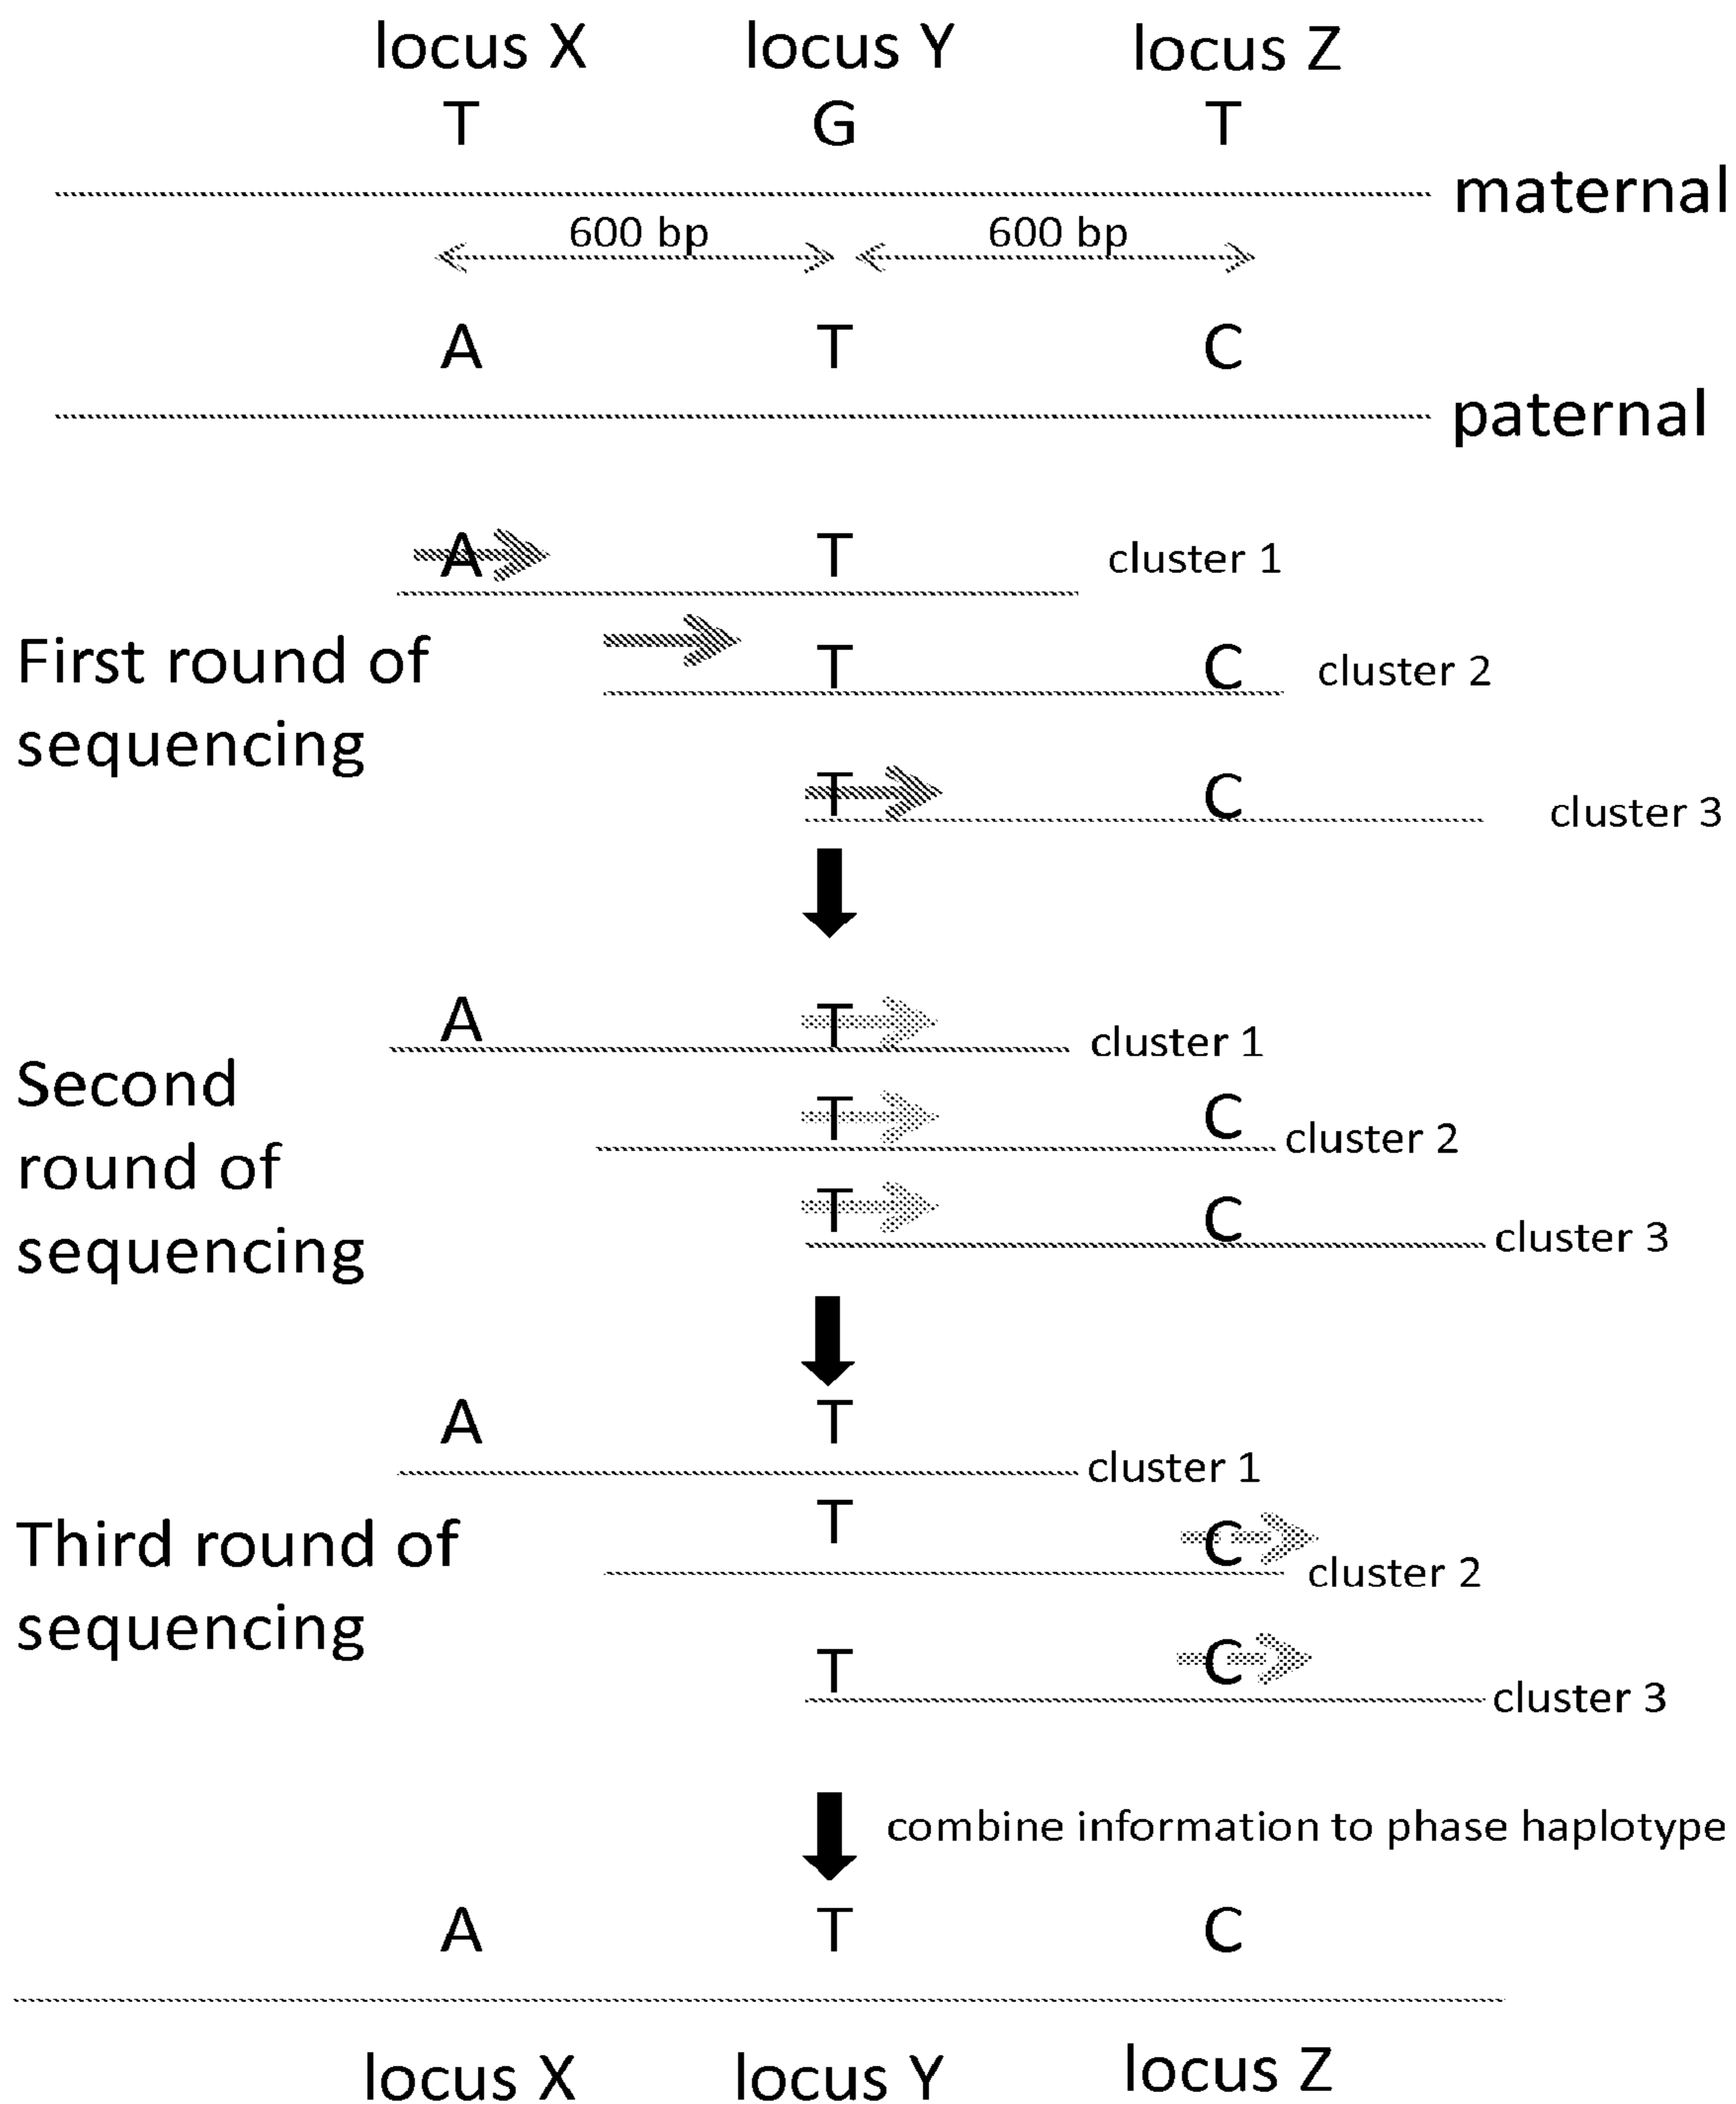 locus X locus Y locus Z
T G T
maternal
600 bp 600 bp
A T C
paternal
A T cluster 1
First round of
sequencing
T C cluster 2
T C cluster 3
A T cluster 1
Second
round of
sequencing
T C cluster 2
T C cluster 3
A T
cluster 1
Third round of
sequencing
T C
cluster 2
T C
cluster 3
combine information to phase haplotype
A T C
locus X locus Y locus Z